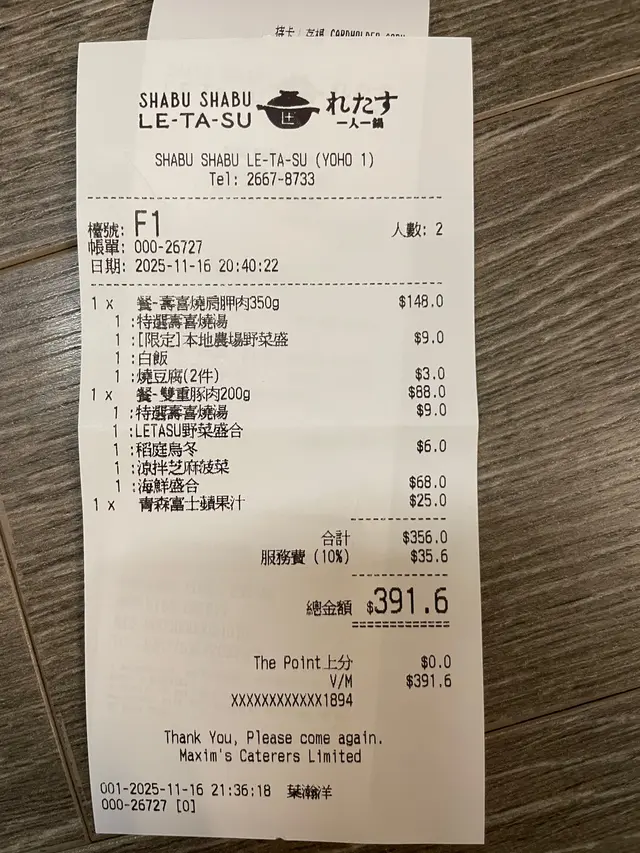 持卡人存根 CARDHOLDER COPY
SHABU SHABU
LE-TA-SU
れたす
一人一鍋
SHABU SHABU LE-TA-SU (YOHO 1)
Tel: 2667-8733
檯號: F1 人數: 2
帳單: 000-26727
日期: 2025-11-16 20:40:22
1 x 餐-壽喜燒肩胛肉350g $148.0
1 :特選壽喜燒湯
1 :[限定]本地農場野菜盛 $9.0
1 :白飯
1 :燒豆腐(2件) $3.0
1 x 餐-雙重豚肉200g $88.0
1 :特選壽喜燒湯 $9.0
1 :LETASU野菜盛合
1 :稻庭烏冬 $6.0
1 :涼拌芝麻菠菜
1 :海鮮盛合 $68.0
1 x 青森富士蘋果汁 $25.0
合計 $356.0
服務費 (10%) $35.6
總金額 $391.6
The Point上分 $0.0
V/M $391.6
XXXXXXXXXXXX1894
Thank You, Please come again.
Maxim's Caterers Limited
001-2025-11-16 21:36:18 葉瀚洋
000-26727 [0]